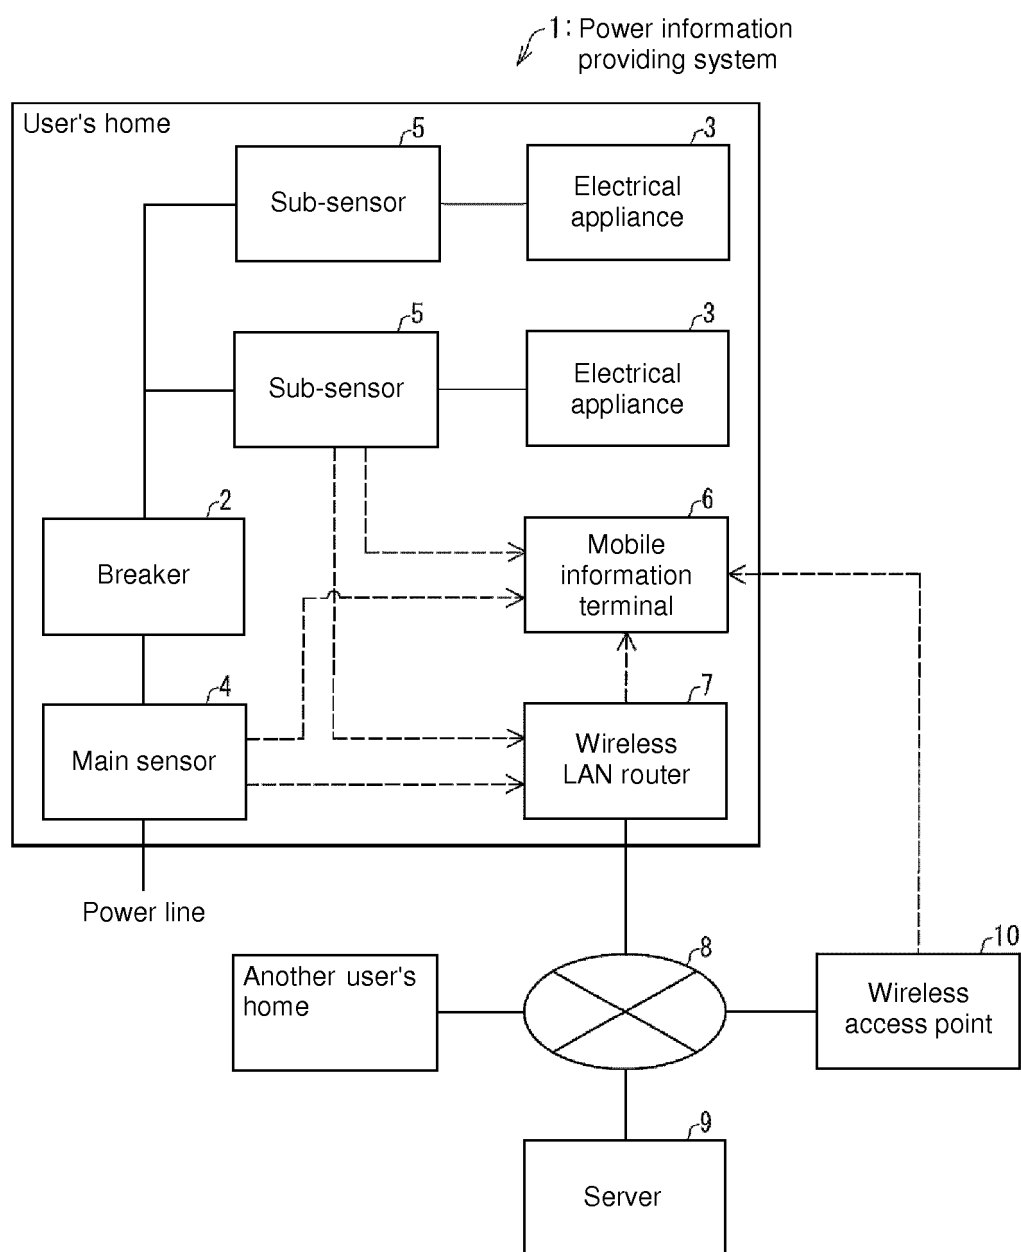 1: Power information
providing system
User's home
5
3
Sub-sensor
Electrical
appliance
5
3
Sub-sensor
Electrical
appliance
2
6
Breaker
Mobile
information
terminal
4
7
Main sensor
Wireless
LAN router
Power line
8
10
Another user's
home
Wireless
access point
9
Server